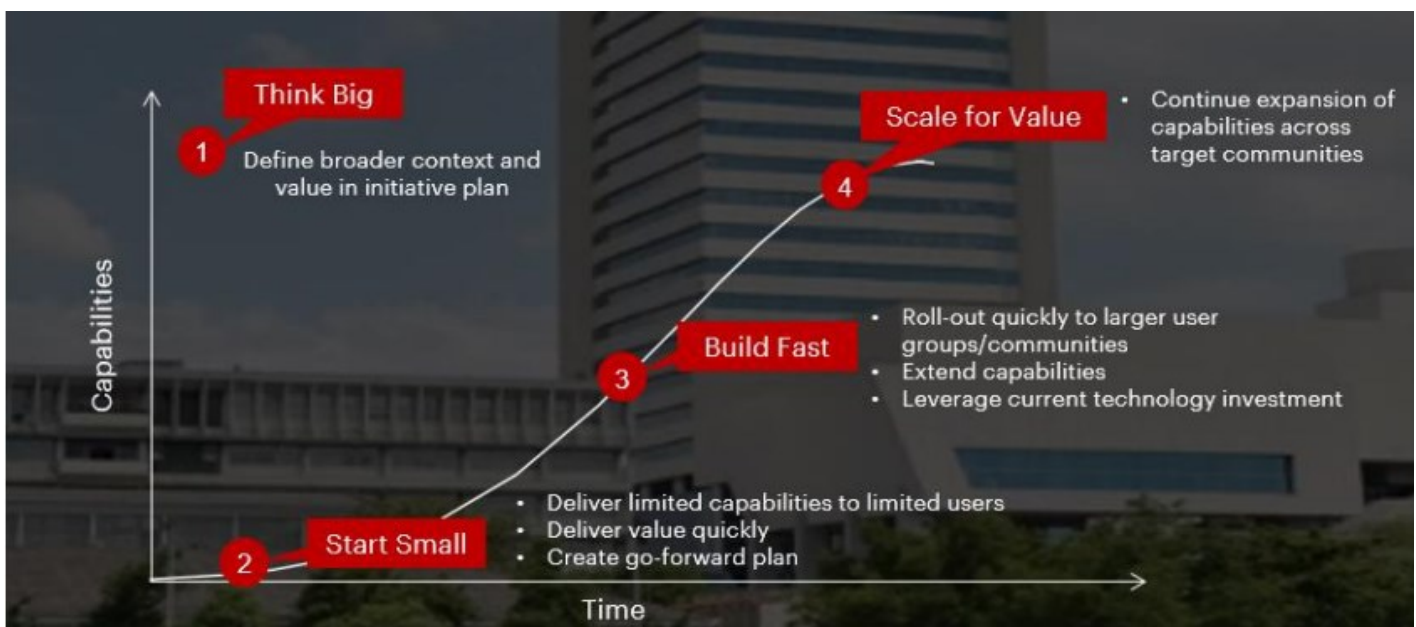 Think Big
1
Define broader context and
value in initiative plan
Scale for Value
4
• Continue expansion of
capabilities across
target communities
Capabilities
Build Fast
3
• Roll-out quickly to larger user
groups/communities
• Extend capabilities
• Leverage current technology investment
Start Small
2
• Deliver limited capabilities to limited users
• Deliver value quickly
• Create go-forward plan
Time